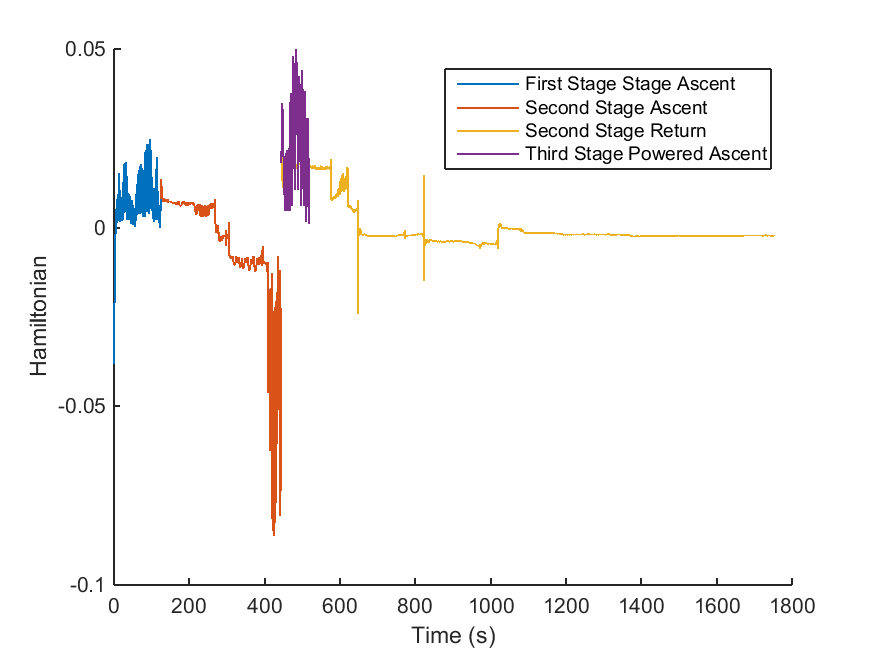 0.05
0
-0.05
-0.1
Hamiltonian
First Stage Stage Ascent
Second Stage Ascent
Second Stage Return
Third Stage Powered Ascent
0 200 400 600 800 1000 1200 1400 1600 1800
Time (s)